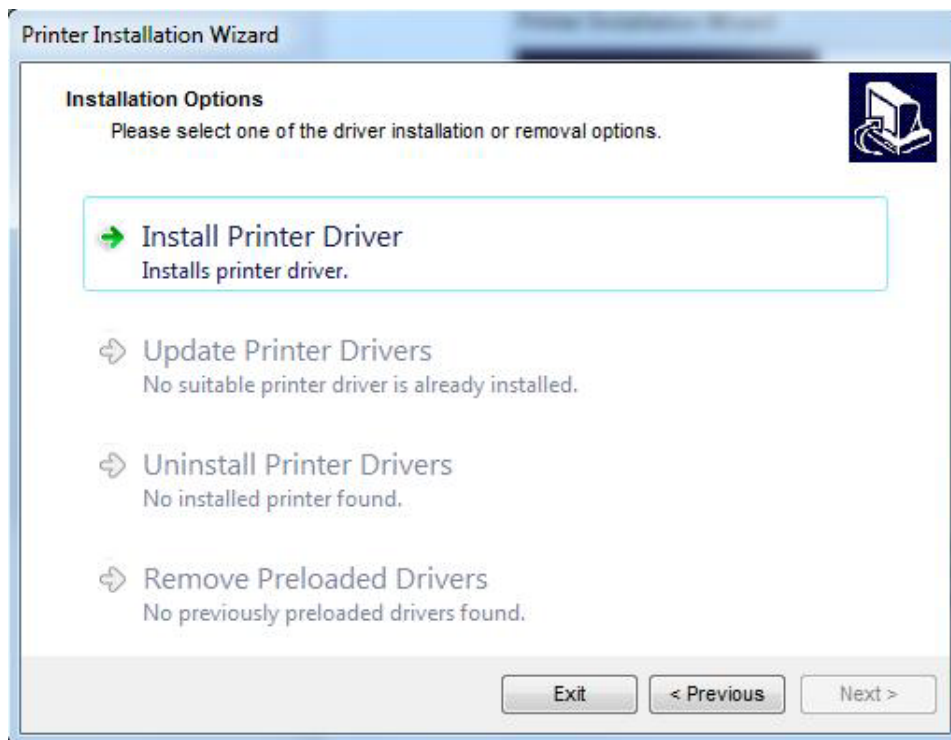 Printer Installation Wizard
Installation Options
Please select one of the driver installation or removal options.
Install Printer Driver
Installs printer driver.
Update Printer Drivers
No suitable printer driver is already installed.
Uninstall Printer Drivers
No installed printer found.
Remove Preloaded Drivers
No previously preloaded drivers found.
Exit < Previous Next >